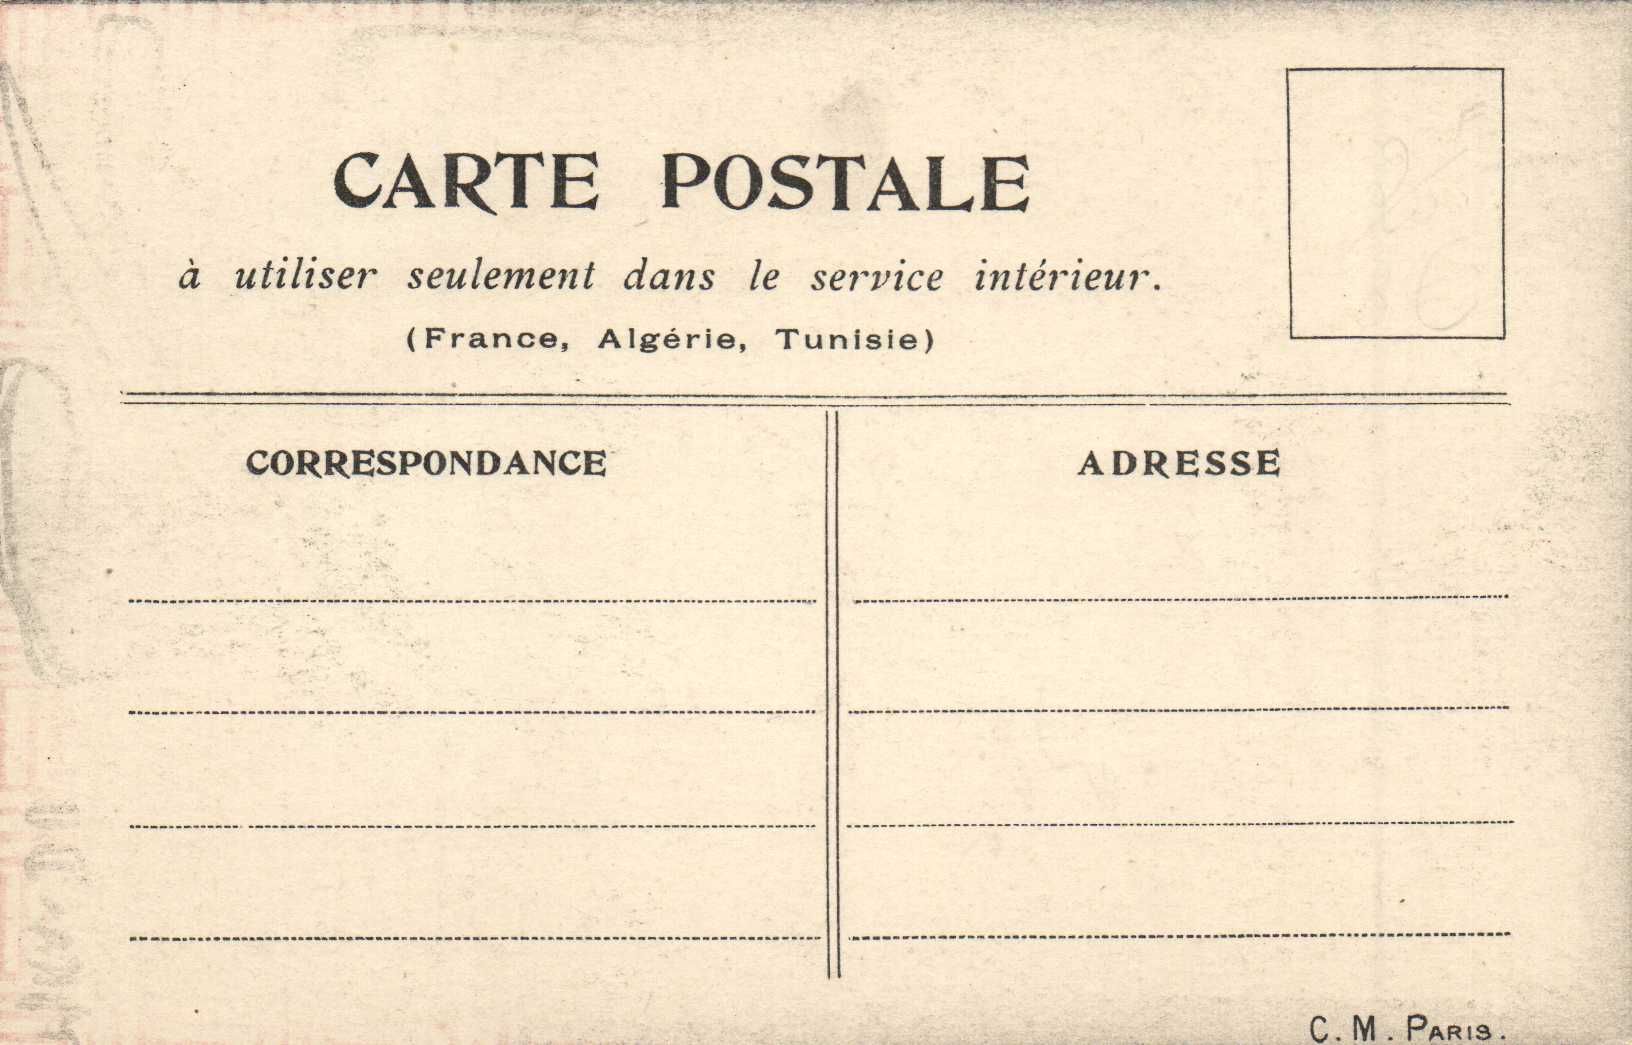 CARTE POSTALE
à utiliser seulement dans le service intérieur.
(France, Algérie, Tunisie)
CORRESPONDANCE
ADRESSE
C. M. PARIS.